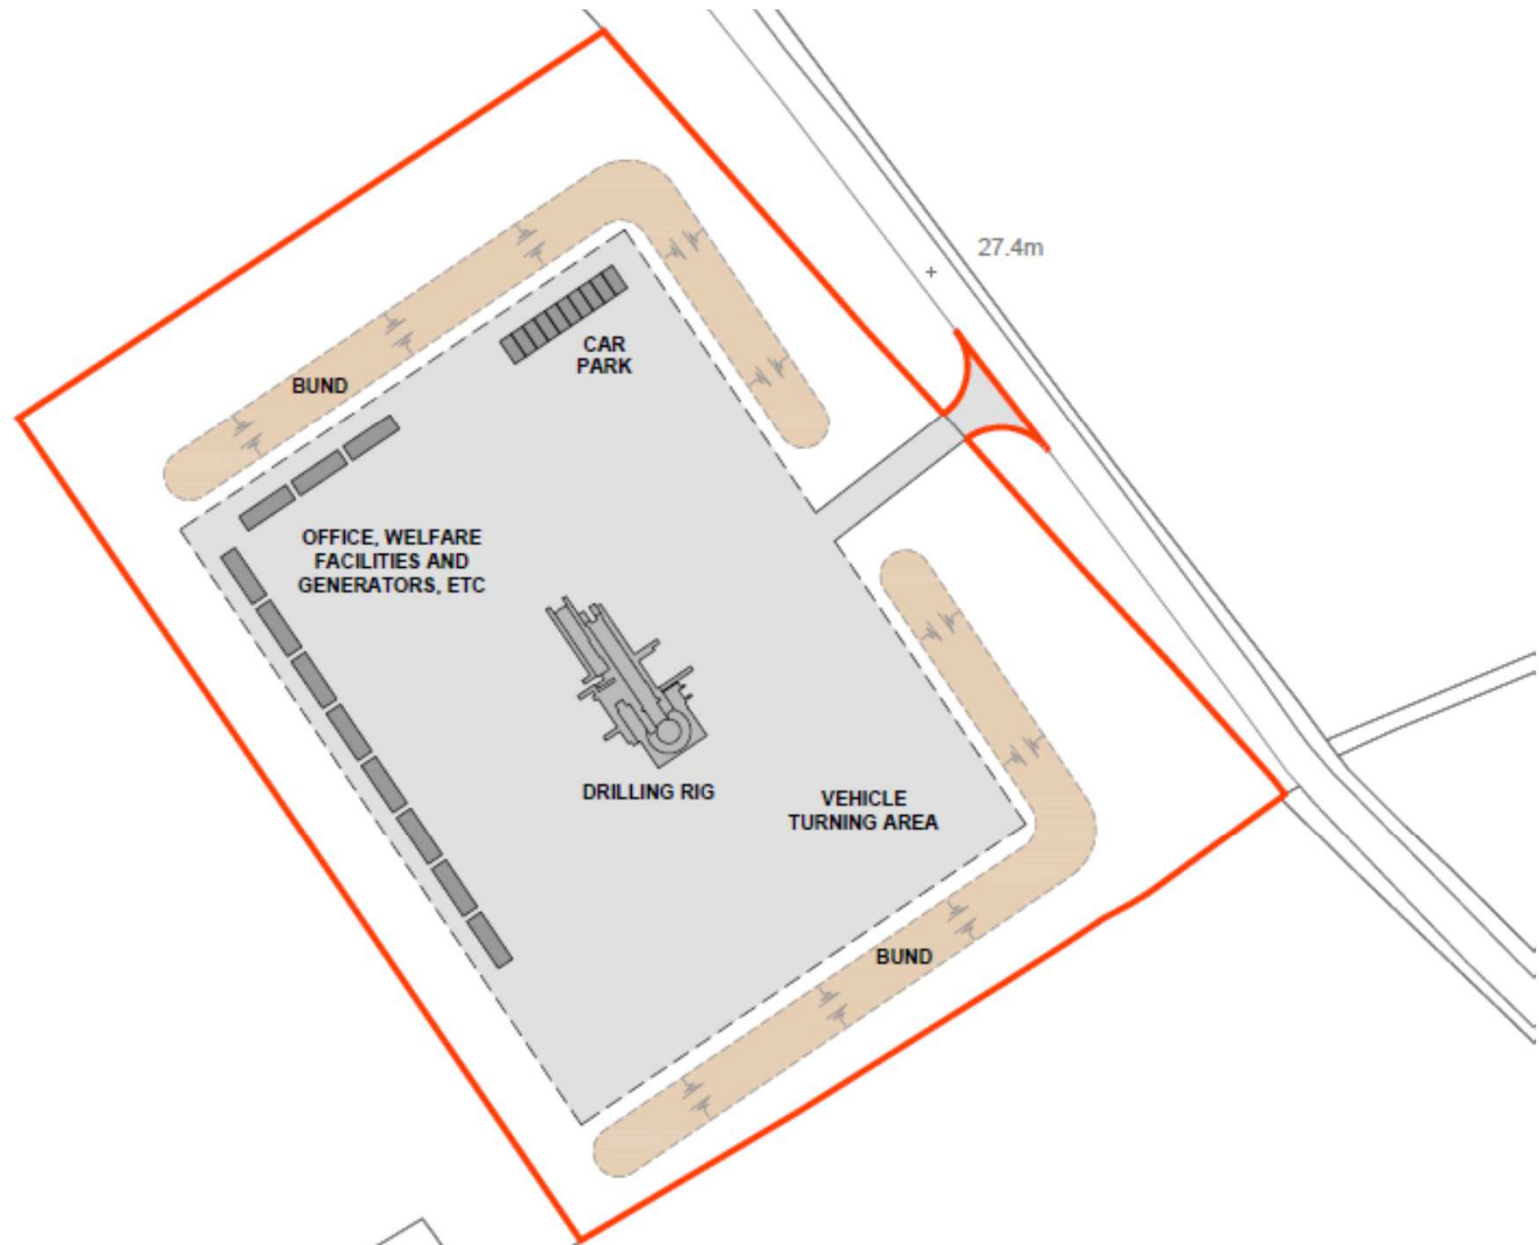 27.4m
CAR
PARK
BUND
OFFICE, WELFARE
FACILITIES AND
GENERATORS, ETC
DRILLING RIG
VEHICLE
TURNING AREA
BUND